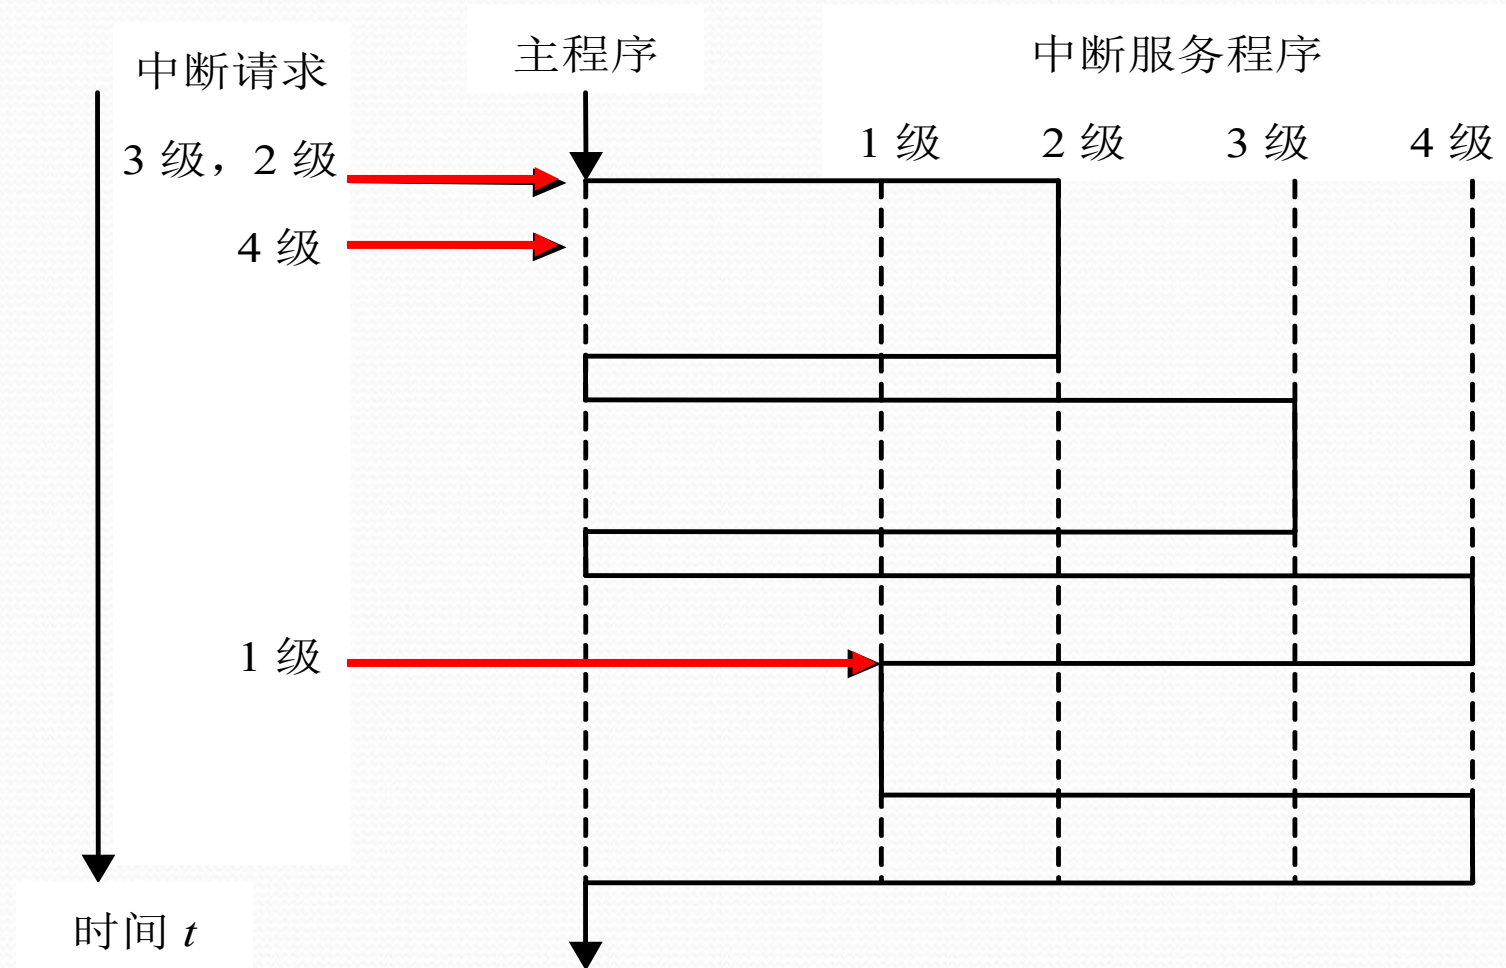 中断请求
主程序
中断服务程序
1 级
2 级
3 级
4 级
3 级，2 级
4 级
1 级
时间 t